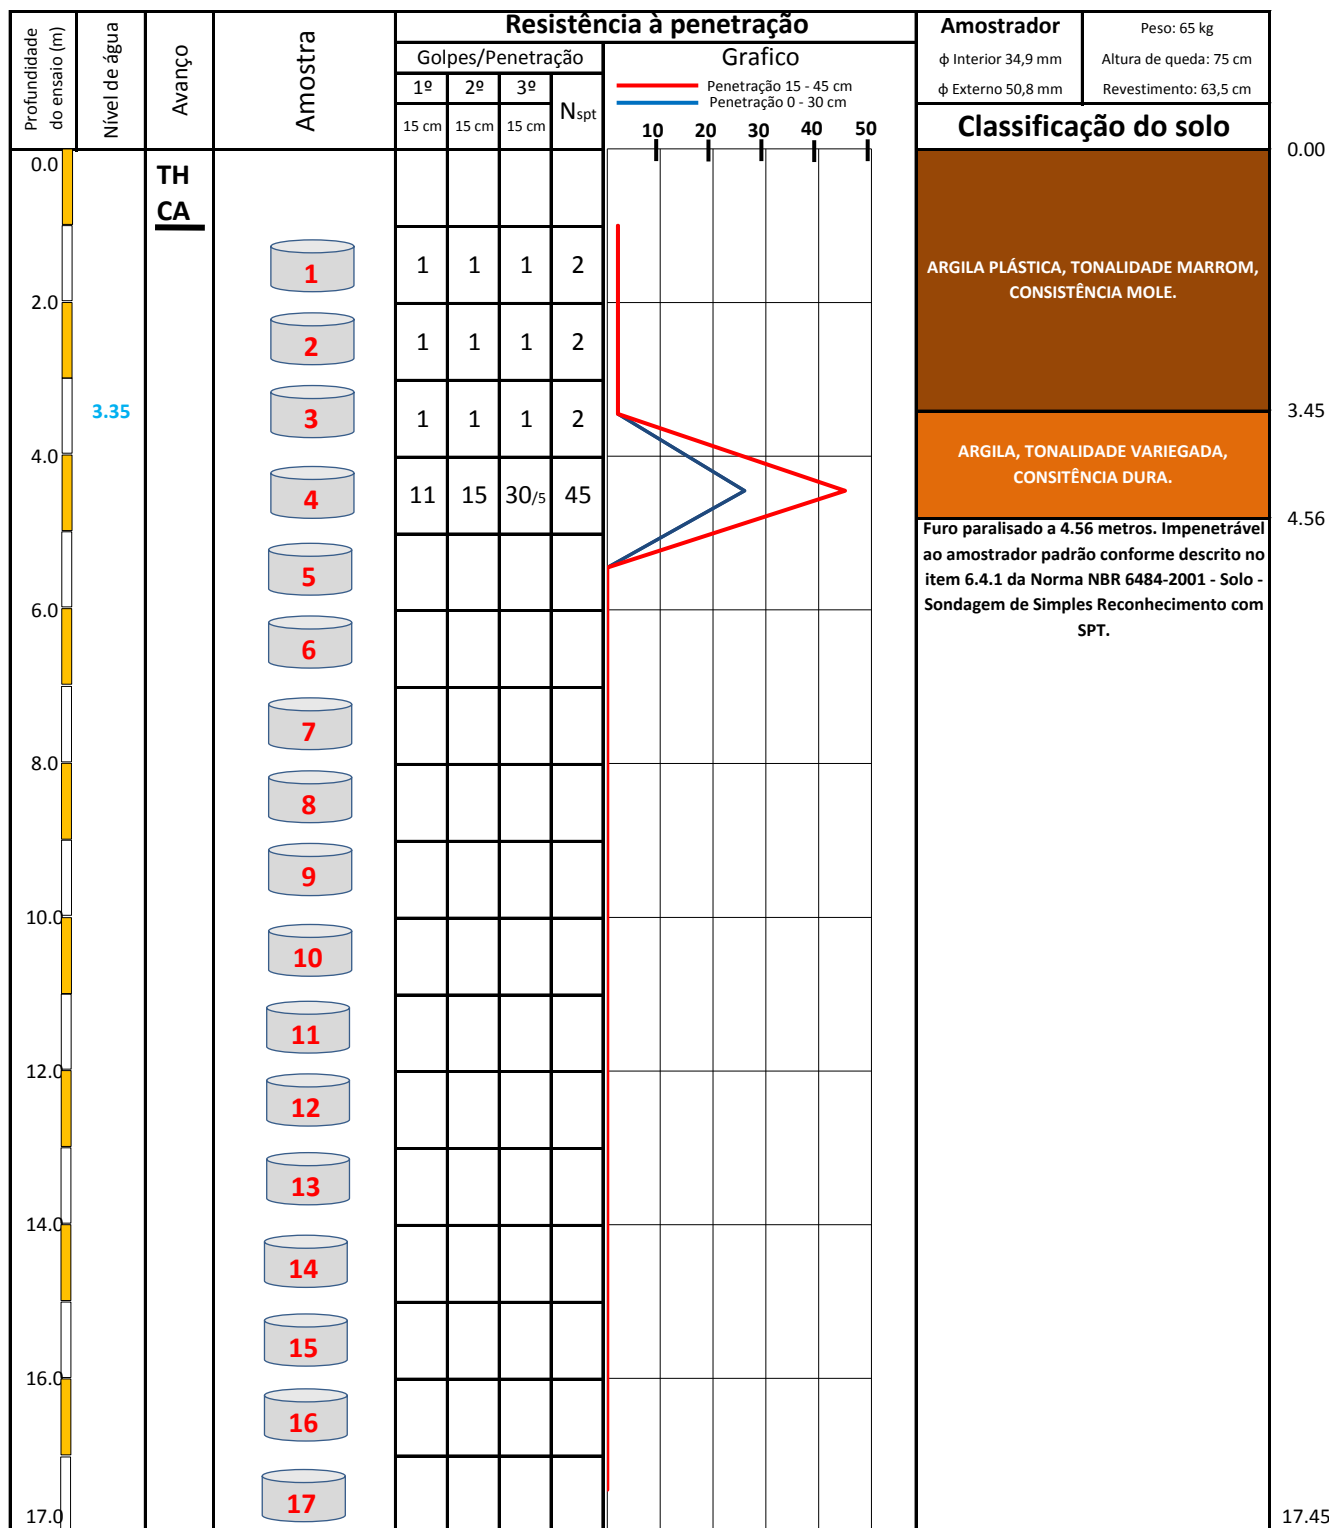 Profundidade
do ensaio (m)
Nível de água
Avanço
Amostra
Resistência à penetração
Golpes/Penetração
1º 2º 3º
15 cm 15 cm 15 cm
Nspt
Grafico
Penetração 15 - 45 cm
Penetração 0 - 30 cm
10 20 30 40 50
Amostrador
ϕ Interior 34,9 mm
ϕ Externo 50,8 mm
Peso: 65 kg
Altura de queda: 75 cm
Revestimento: 63,5 cm
Classificação do solo
0.0 0.00
TH
CA
1 1 1 1 2
ARGILA PLÁSTICA, TONALIDADE MARROM,
CONSISTÊNCIA MOLE.
2.0
2 1 1 1 2
3.35 3 1 1 1 2 3.45
4.0
ARGILA, TONALIDADE VARIEGADA,
CONSITÊNCIA DURA.
4 11 15 30/5 45
4.56
Furo paralisado a 4.56 metros. Impenetrável
ao amostrador padrão conforme descrito no
item 6.4.1 da Norma NBR 6484-2001 - Solo -
Sondagem de Simples Reconhecimento com
SPT.
5
6.0
6
7
8.0
8
9
10.0
10
11
12.0
12
13
14.0
14
15
16.0
16
17
17.0 17.45